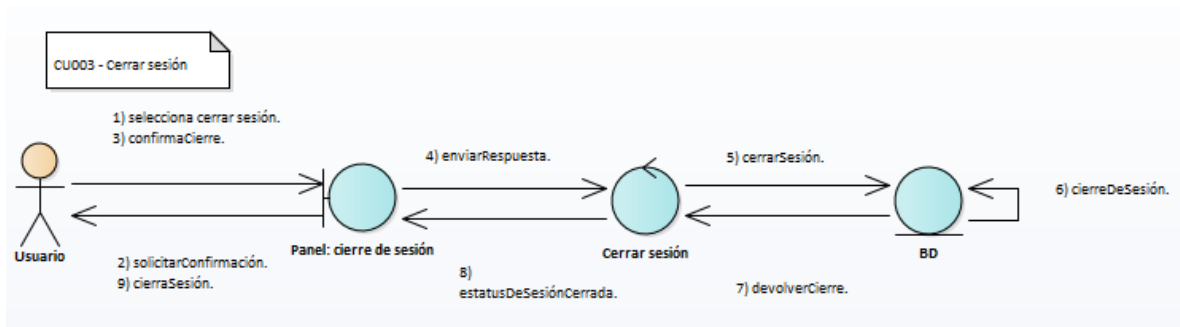 CU003 - Cerrar sesión
1) selecciona cerrar sesión.
3) confirmaCierre.
4) enviarRespuesta.
5) cerrarSesión.
6) cierreDeSesión.
Usuario
Panel: cierre de sesión
Cerrar sesión
BD
2) solicitarConfirmación.
9) cierraSesión.
8)
estatusDeSesiónCerrada.
7) devolverCierre.